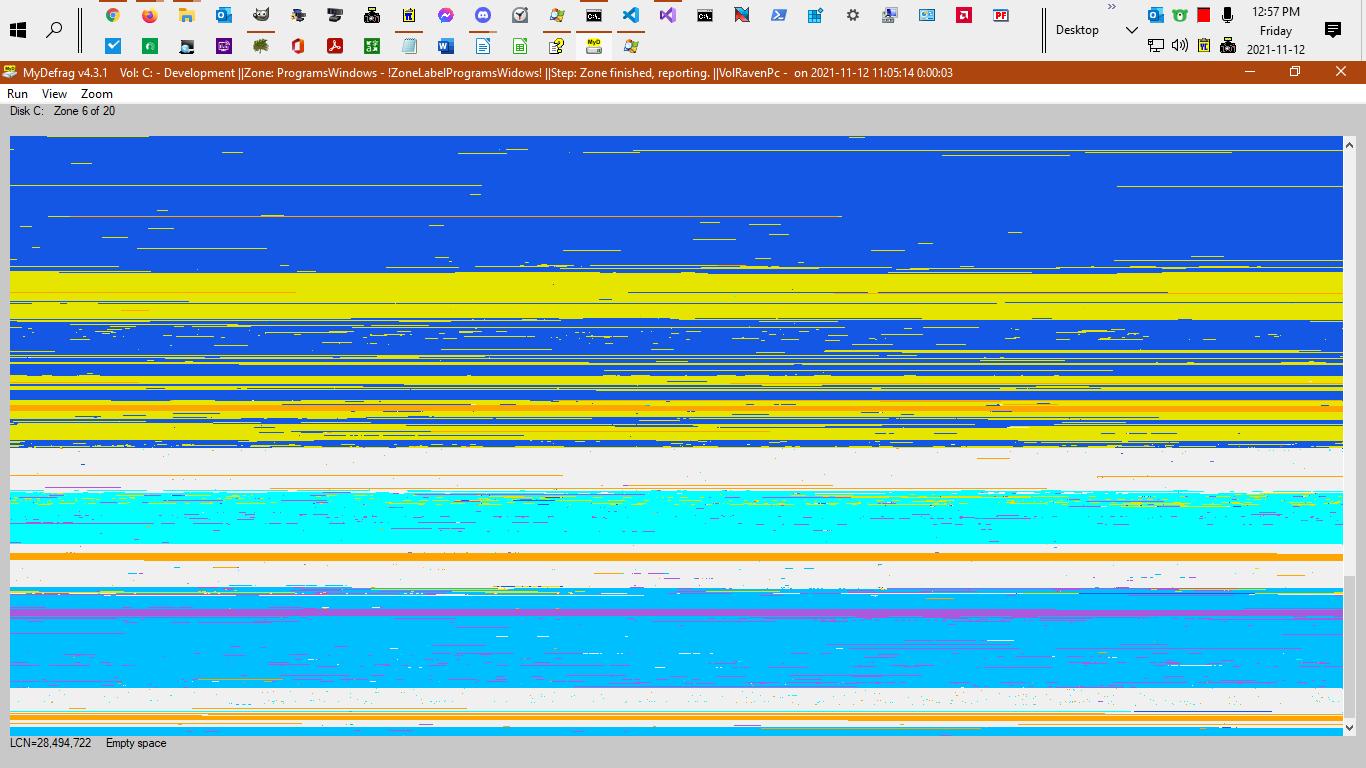 12:57 PM
Desktop
Friday
2021-11-12
MyDefrag v4.3.1 Vol: C: - Development ||Zone: ProgramsWindows - !ZoneLabelProgramsWidows! ||Step: Zone finished, reporting. ||VolRavenPc - on 2021-11-12 11:05:14 0:00:03
Run View Zoom
Disk C: Zone 6 of 20
LCN=28,494,722 Empty space